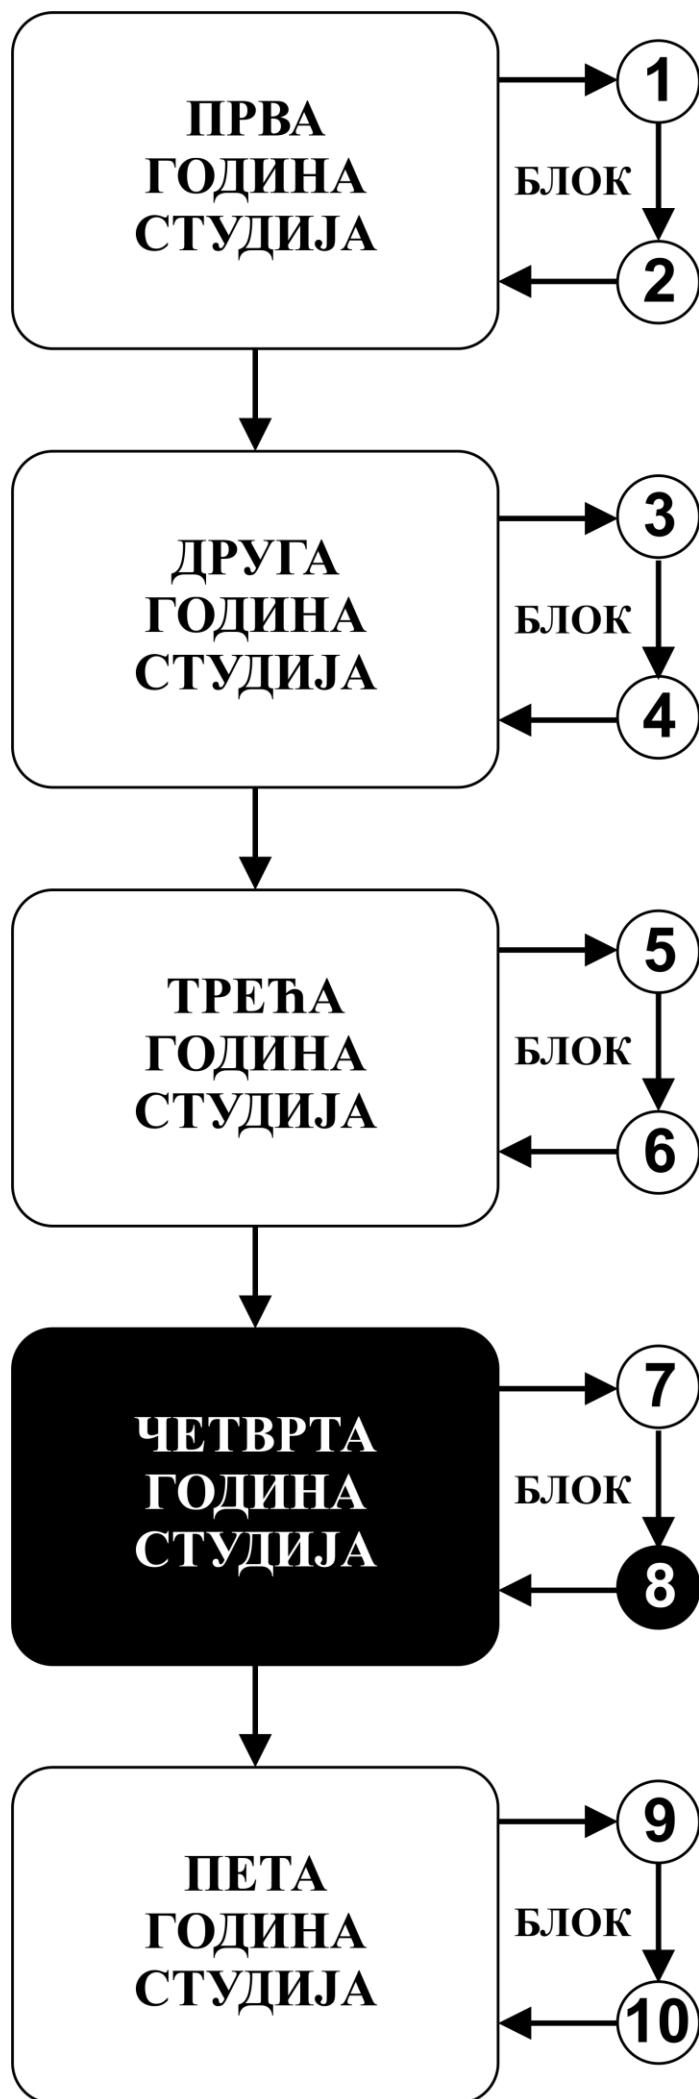 ПРВА
ГОДИНА
СТУДИЈА
1
БЛОК
2
ДРУГА
ГОДИНА
СТУДИЈА
3
БЛОК
4
ТРЕЋА
ГОДИНА
СТУДИЈА
5
БЛОК
6
ЧЕТВРТА
ГОДИНА
СТУДИЈА
7
БЛОК
8
ПЕТА
ГОДИНА
СТУДИЈА
9
БЛОК
10